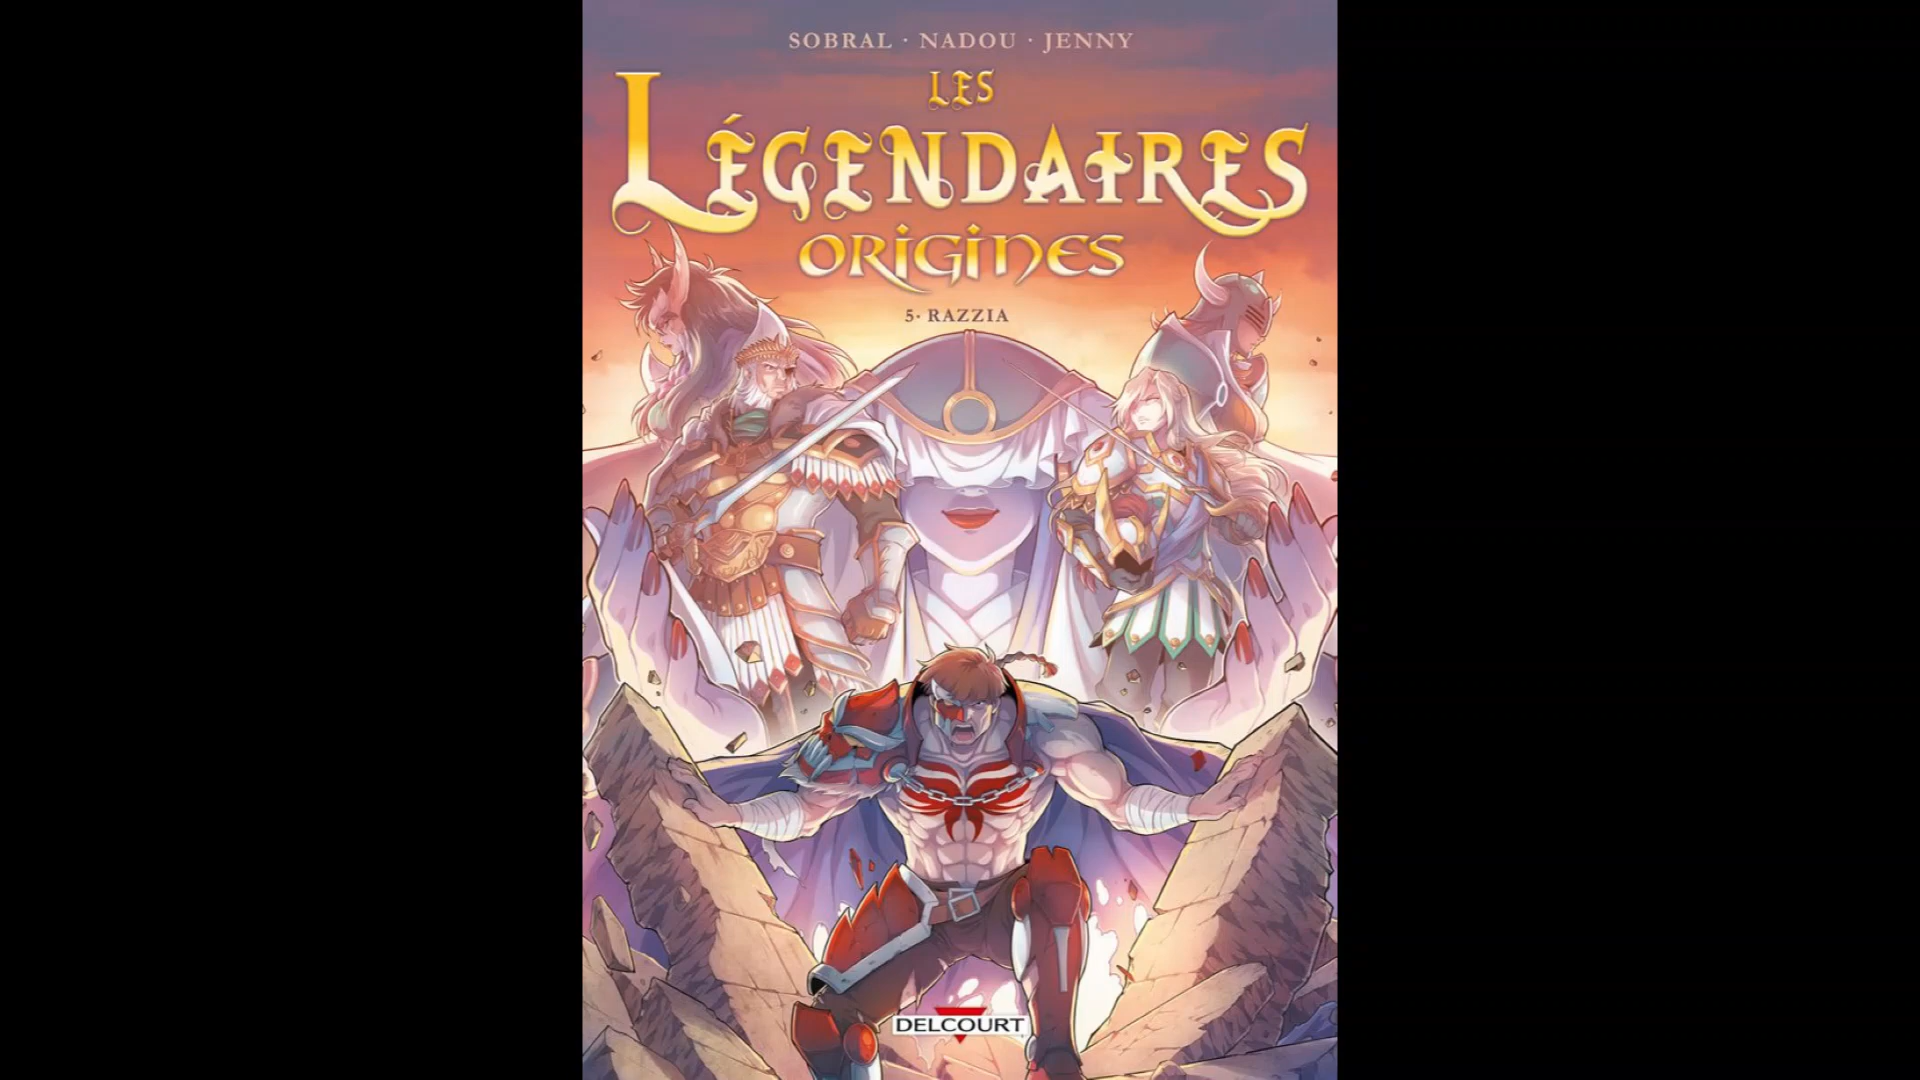 SOBRAL · NADOU · JENNY
LES
LÉGENDAIRES
ORIGINES
5· RAZZIA
DELCOURT